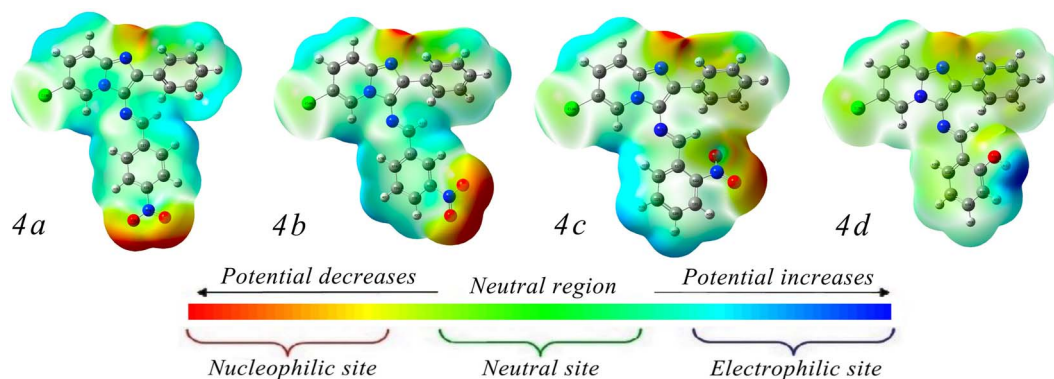 4a
4b
4c
4d
Potential decreases
Neutral region
Potential increases
Nucleophilic site
Neutral site
Electrophilic site